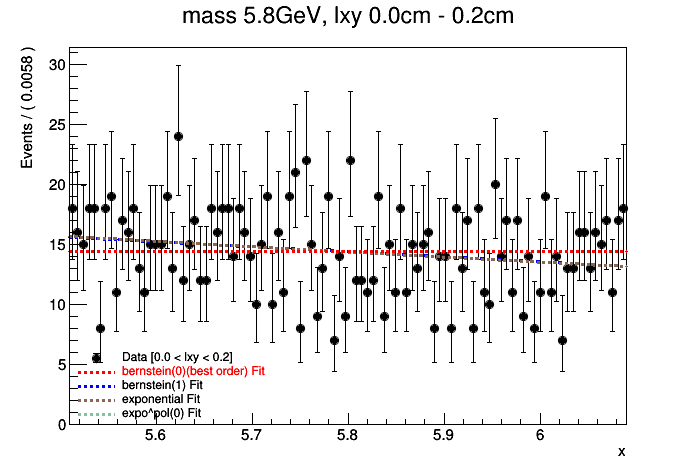 mass 5.8GeV, lxy 0.0cm - 0.2cm
Events / ( 0.0058 )
30
25
20
15
10
5
0
Data [0.0 < lxy < 0.2]
bernstein(0)(best order) Fit
bernstein(1) Fit
exponential Fit
expo^pol(0) Fit
5.6 5.7 5.8 5.9 6
x